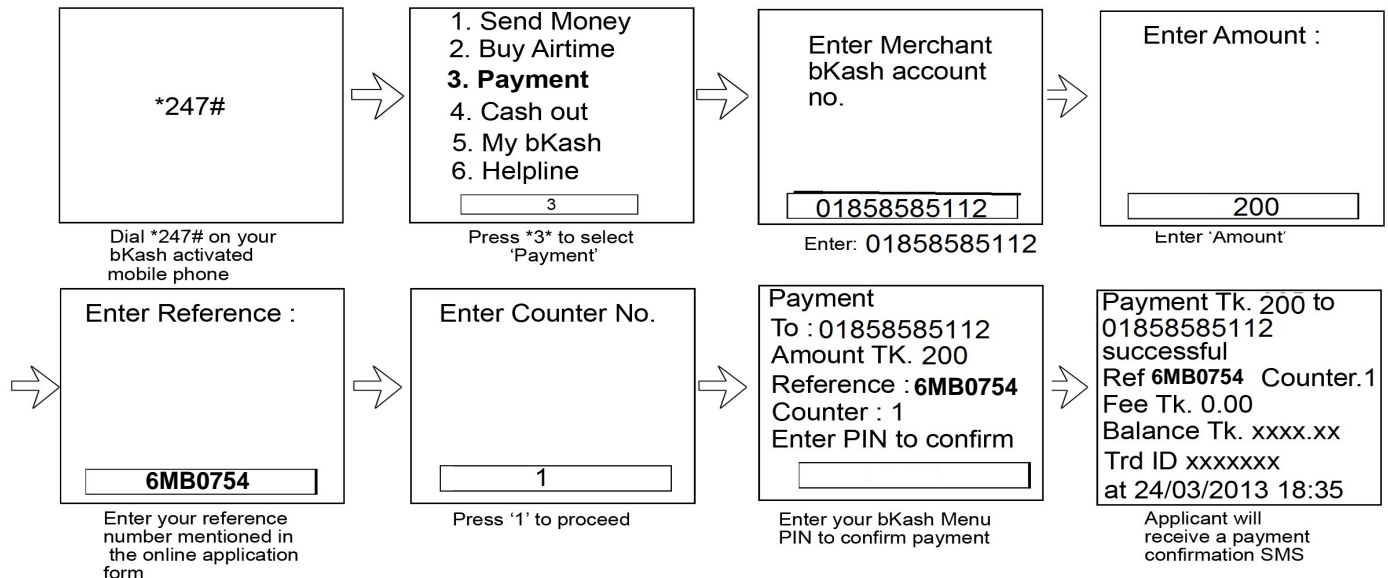 *247#
Dial *247# on your
bKash activated
mobile phone
1. Send Money
2. Buy Airtime
3. Payment
4. Cash out
5. My bKash
6. Helpline
3
Press *3* to select
'Payment'
Enter Merchant
bKash account
no.
01858585112
Enter: 01858585112
Enter Amount :
200
Enter 'Amount'
Enter Reference :
6MB0754
Enter your reference
number mentioned in
the online application
form
Enter Counter No.
1
Press '1' to proceed
Payment
To : 01858585112
Amount TK. 200
Reference : 6MB0754
Counter : 1
Enter PIN to confirm
Enter your bKash Menu
PIN to confirm payment
Payment Tk. 200 to
01858585112
successful
Ref 6MB0754 Counter.1
Fee Tk. 0.00
Balance Tk. xxxx.xx
Trd ID xxxxxxx
at 24/03/2013 18:35
Applicant will
receive a payment
confirmation SMS